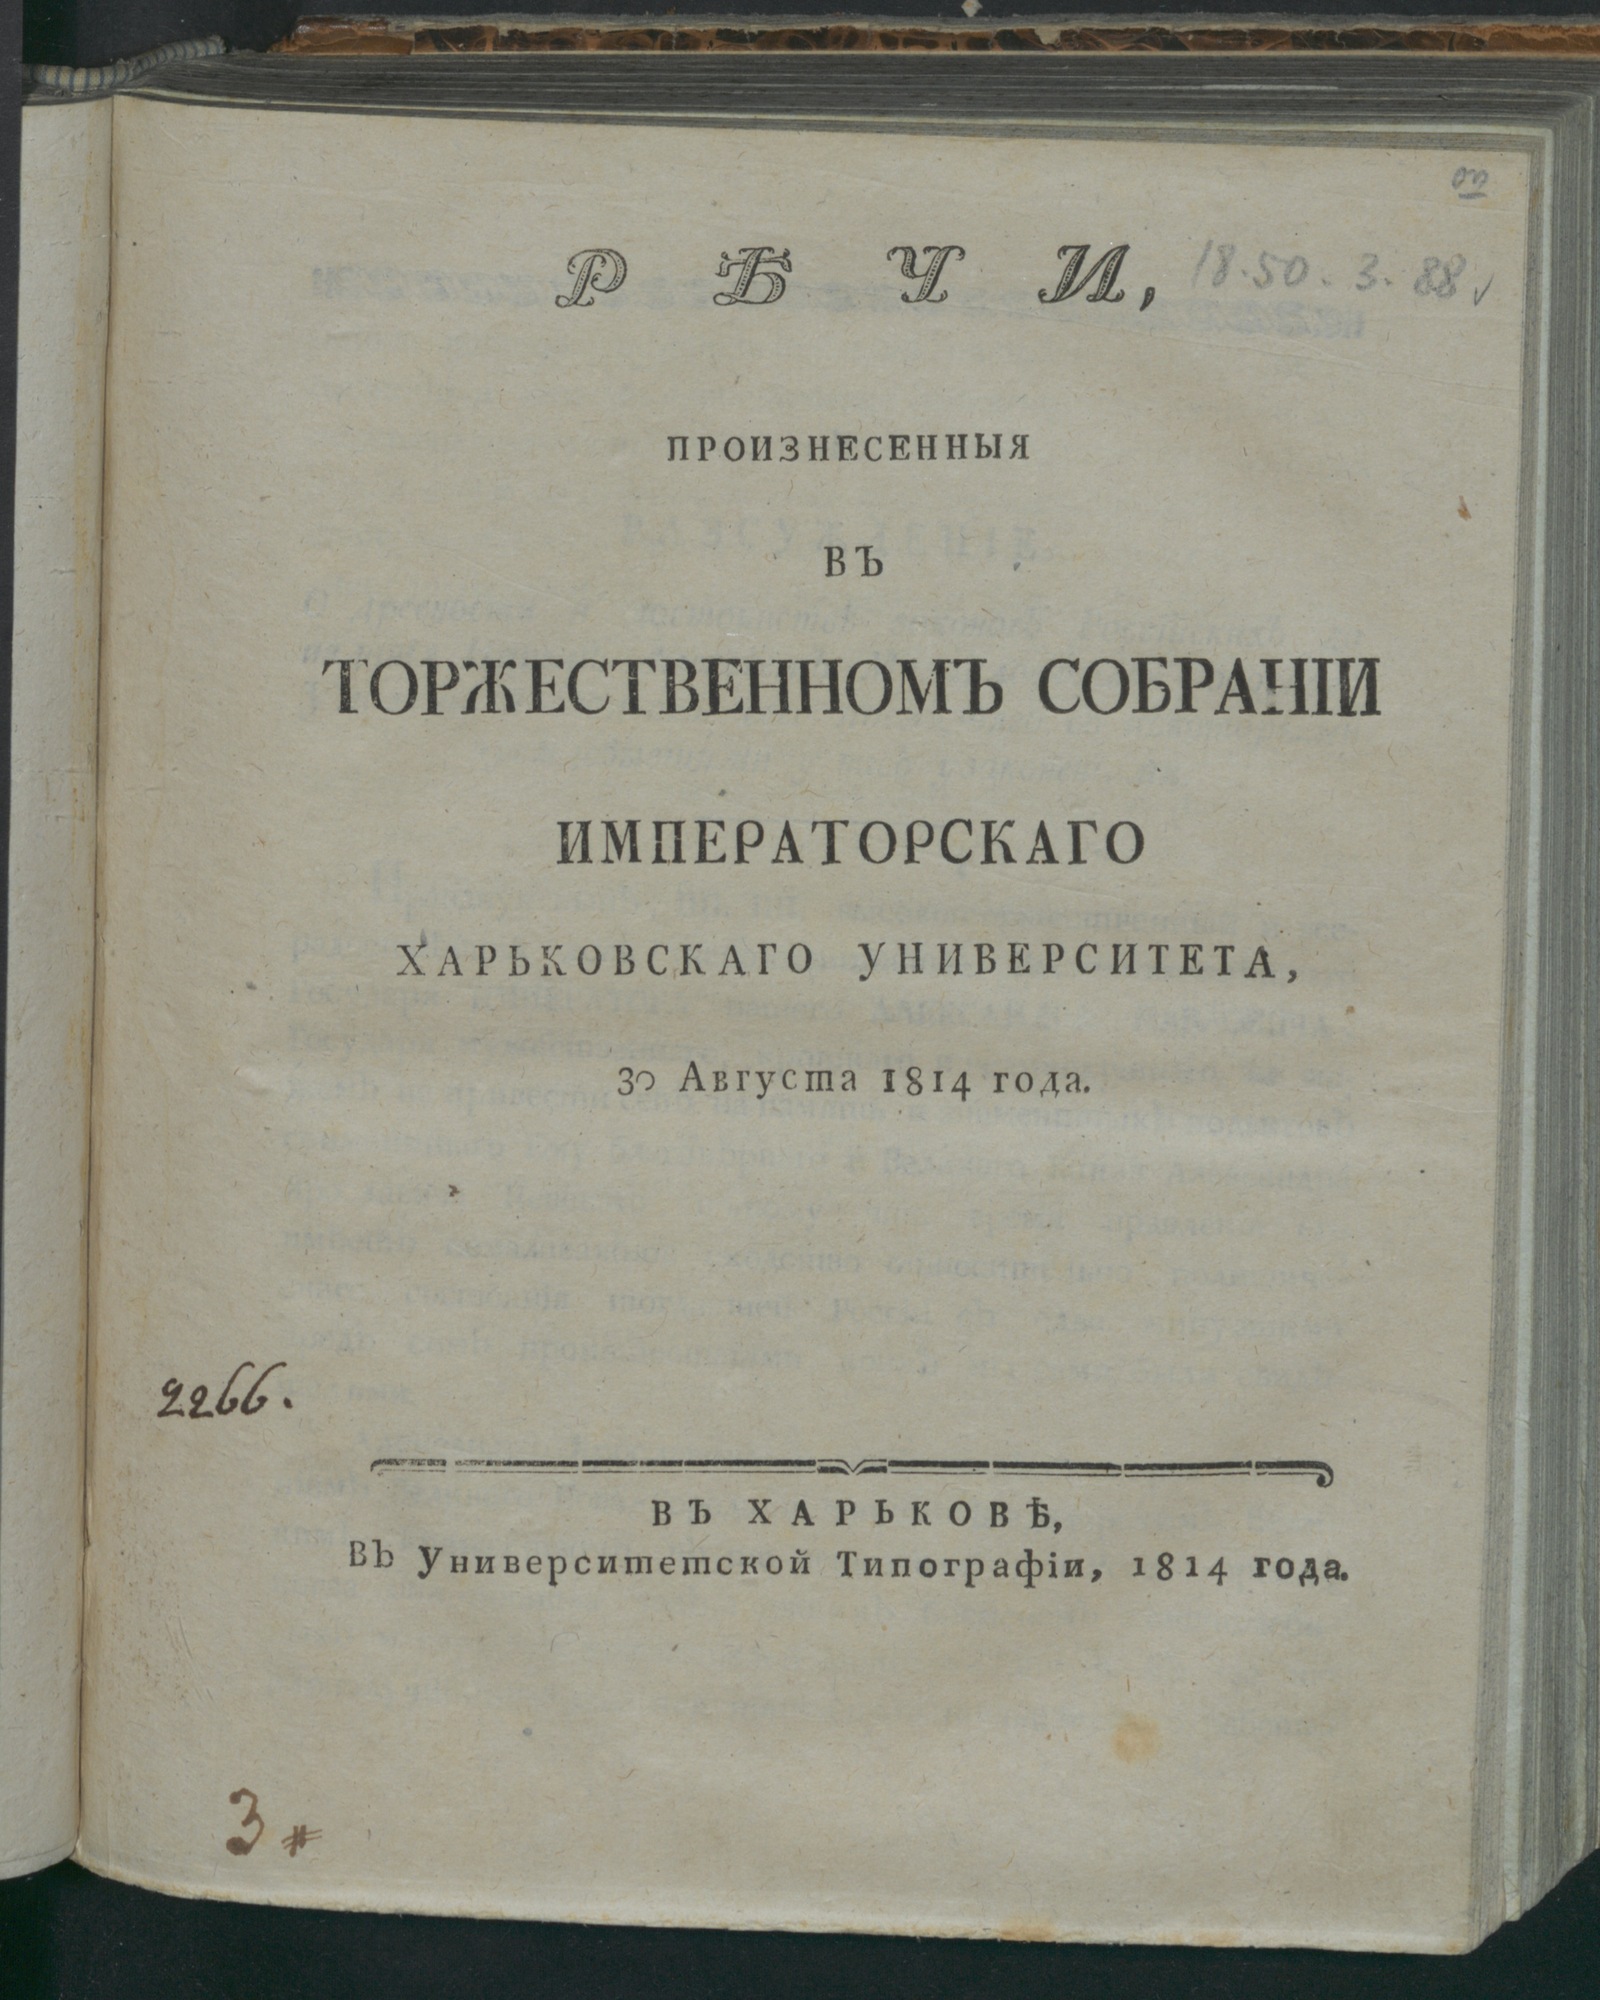 РѢЧИ,
18.50.3.88
ПРОИЗНЕСЕННЫЯ
ВЪ
ТОРЖЕСТВЕННОМЪ СОБРАНІИ
ИМПЕРАТОРСКАГО
ХАРЬКОВСКАГО УНИВЕРСИТЕТА,
30 Августа 1814 года.
2266.
ВЪ ХАРЬКОВѢ,
Въ Университетской Типографіи, 1814 года.
3 #